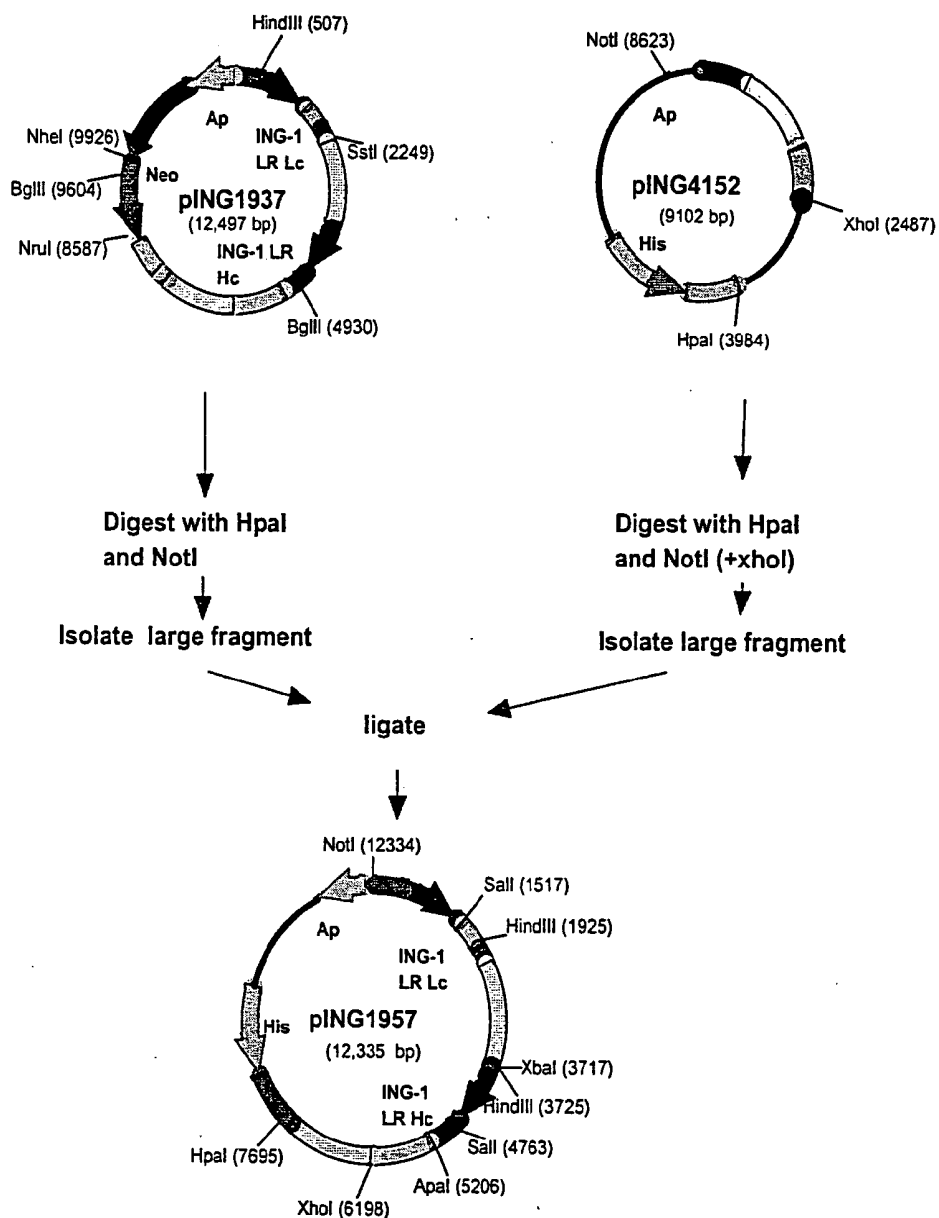 HindIII (507)
Ap
ING-1
LR Lc
SstI (2249)
NheI (9926)
BglII (9604)
Neo
pING1937
(12,497 bp)
NruI (8587)
ING-1 LR
Hc
BglII (4930)
NotI (8623)
Ap
pING4152
(9102 bp)
XhoI (2487)
His
HpaI (3984)
Digest with HpaI
and NotI
Digest with HpaI
and NotI (+xhoI)
Isolate large fragment
Isolate large fragment
ligate
NotI (12334)
SalI (1517)
HindIII (1925)
Ap
ING-1
LR Lc
His
pING1957
(12,335 bp)
XbaI (3717)
HindIII (3725)
ING-1
LR Hc
SalI (4763)
HpaI (7695)
ApaI (5206)
XhoI (6198)